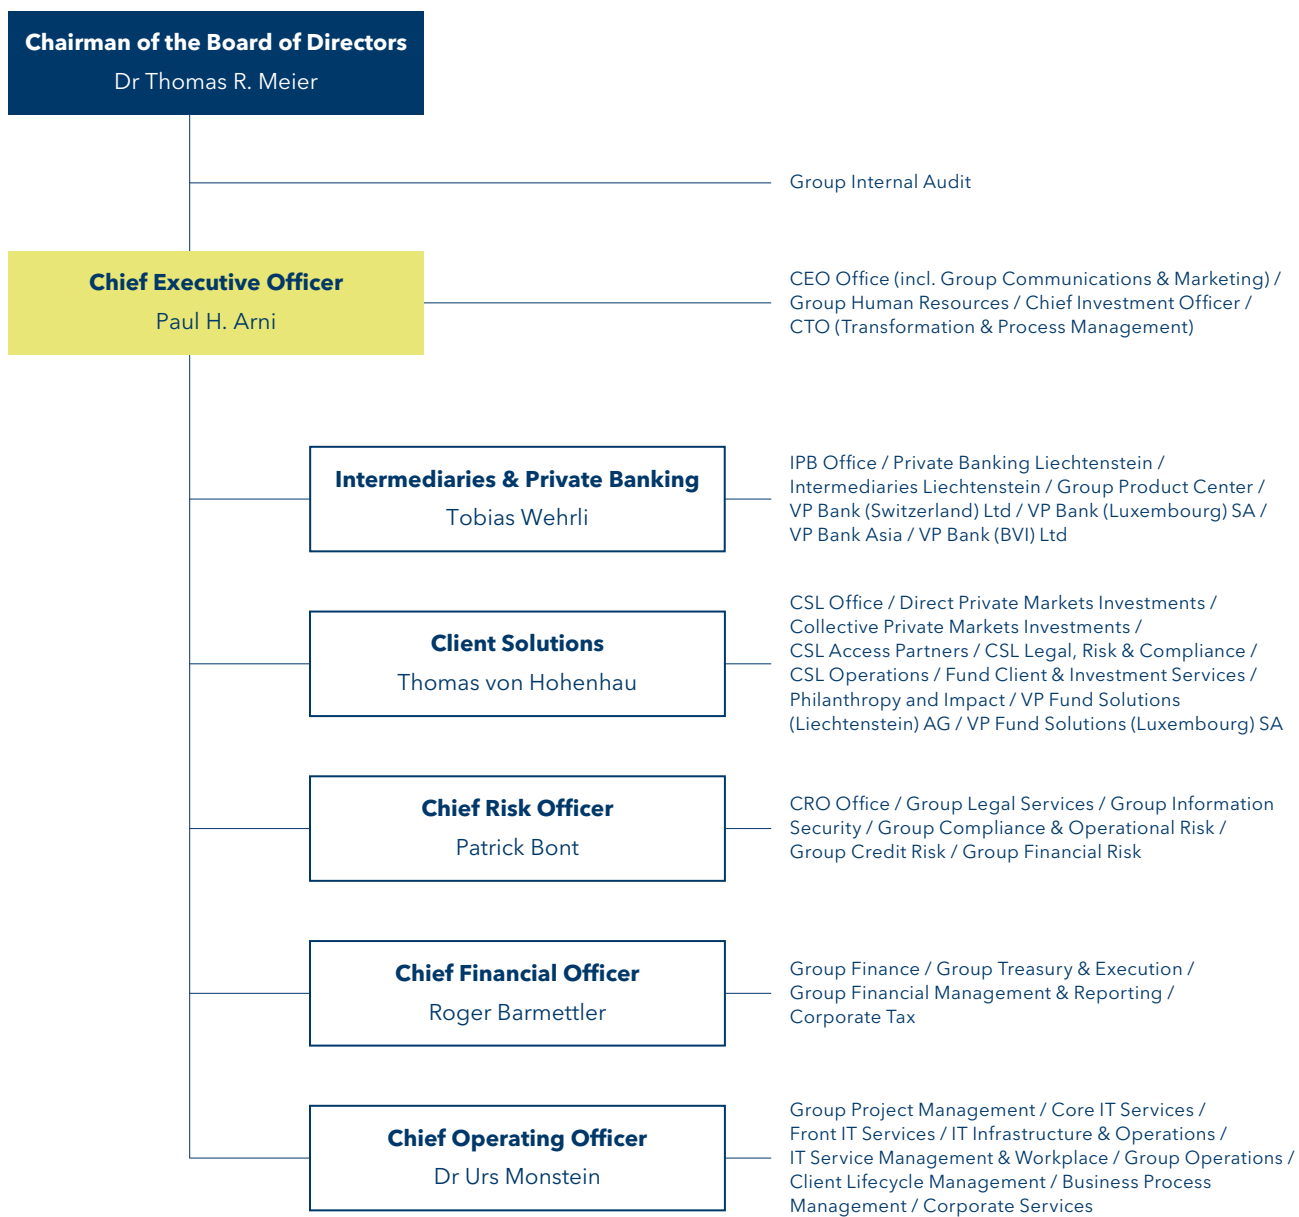 Chairman of the Board of Directors
Dr Thomas R. Meier
Group Internal Audit
Chief Executive Officer
Paul H. Arni
CEO Office (incl. Group Communications & Marketing) /
Group Human Resources / Chief Investment Officer /
CTO (Transformation & Process Management)
Intermediaries & Private Banking
Tobias Wehrli
IPB Office / Private Banking Liechtenstein /
Intermediaries Liechtenstein / Group Product Center /
VP Bank (Switzerland) Ltd / VP Bank (Luxembourg) SA /
VP Bank Asia / VP Bank (BVI) Ltd
Client Solutions
Thomas von Hohenhau
CSL Office / Direct Private Markets Investments /
Collective Private Markets Investments /
CSL Access Partners / CSL Legal, Risk & Compliance /
CSL Operations / Fund Client & Investment Services /
Philanthropy and Impact / VP Fund Solutions
(Liechtenstein) AG / VP Fund Solutions (Luxembourg) SA
Chief Risk Officer
Patrick Bont
CRO Office / Group Legal Services / Group Information
Security / Group Compliance & Operational Risk /
Group Credit Risk / Group Financial Risk
Chief Financial Officer
Roger Barmettler
Group Finance / Group Treasury & Execution /
Group Financial Management & Reporting /
Corporate Tax
Chief Operating Officer
Dr Urs Monstein
Group Project Management / Core IT Services /
Front IT Services / IT Infrastructure & Operations /
IT Service Management & Workplace / Group Operations /
Client Lifecycle Management / Business Process
Management / Corporate Services